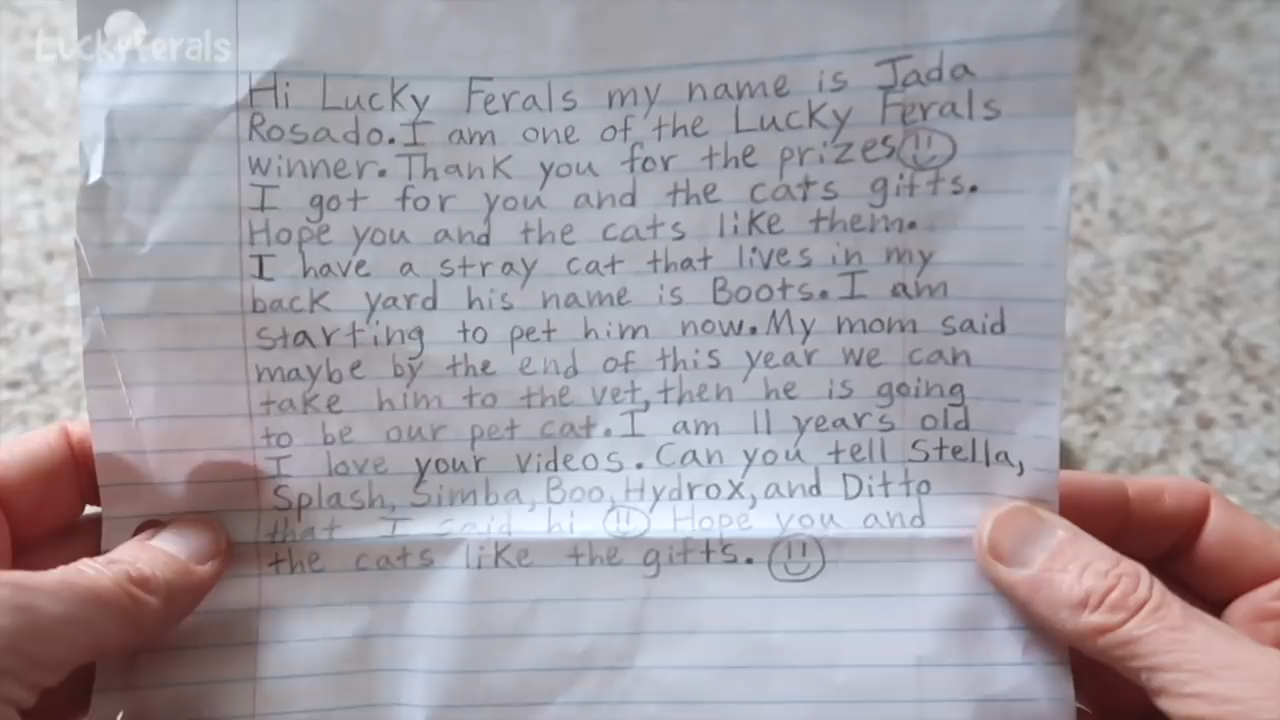 LuckyFerals
Hi Lucky Ferals my name is Jada
Rosado. I am one of the Lucky Ferals
winner. Thank you for the prizes
I got for you and the cats gifts.
Hope you and the cats like them.
I have a stray cat that lives in my
back yard his name is Boots. I am
starting to pet him now. My mom said
maybe by the end of this year we can
take him to the vet, then he is going
to be our pet cat. I am 11 years old
I love your videos. Can you tell Stella,
Splash, Simba, Boo, Hydrox, and Ditto
that I said hi Hope you and
the cats like the gifts.